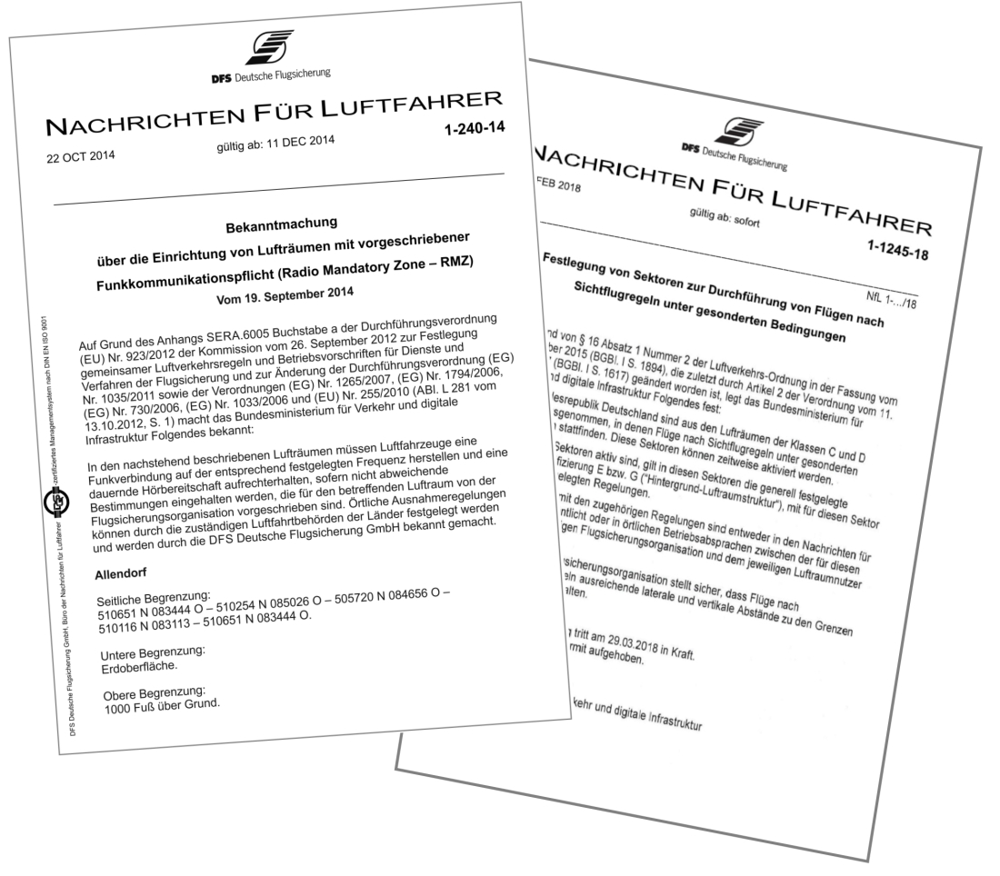 DFS Deutsche Flugsicherung
NACHRICHTEN FÜR LUFTFAHRER
1-240-14
22 OCT 2014
gültig ab: 11 DEC 2014
Bekanntmachung
über die Einrichtung von Lufträumen mit vorgeschriebener
Funkkommunikationspflicht (Radio Mandatory Zone – RMZ)
Vom 19. September 2014
Auf Grund des Anhangs SERA.6005 Buchstabe a der Durchführungsverordnung
(EU) Nr. 923/2012 der Kommission vom 26. September 2012 zur Festlegung
gemeinsamer Luftverkehrsregeln und Betriebsvorschriften für Dienste und
Verfahren der Flugsicherung und zur Änderung der Durchführungsverordnung (EG)
Nr. 1035/2011 sowie der Verordnungen (EG) Nr. 1265/2007, (EG) Nr. 1794/2006,
(EG) Nr. 730/2006, (EG) Nr. 1033/2006 und (EU) Nr. 255/2010 (ABl. L 281 vom
13.10.2012, S. 1) macht das Bundesministerium für Verkehr und digitale
Infrastruktur Folgendes bekannt:
In den nachstehend beschriebenen Lufträumen müssen Luftfahrzeuge eine
Funkverbindung auf der entsprechend festgelegten Frequenz herstellen und eine
dauernde Hörbereitschaft aufrechterhalten, sofern nicht abweichende
Bestimmungen eingehalten werden, die für den betreffenden Luftraum von der
Flugsicherungsorganisation vorgeschrieben sind. Örtliche Ausnahmeregelungen
können durch die zuständigen Luftfahrtbehörden der Länder festgelegt werden
und werden durch die DFS Deutsche Flugsicherung GmbH bekannt gemacht.
Allendorf
Seitliche Begrenzung:
510651 N 083444 O – 510254 N 085026 O – 505720 N 084656 O –
510116 N 083113 – 510651 N 083444 O.
Untere Begrenzung:
Erdoberfläche.
Obere Begrenzung:
1000 Fuß über Grund.
DFS Deutsche Flugsicherung GmbH, Büro der Nachrichten für Luftfahrer
zertifiziertes Managementsystem nach DIN EN ISO 9001
DFS Deutsche Flugsicherung
NACHRICHTEN FÜR LUFTFAHRER
FEB 2018
gültig ab: sofort
1-1245-18
NfL 1-.../18
Festlegung von Sektoren zur Durchführung von Flügen nach
Sichtflugregeln unter gesonderten Bedingungen
nd von § 16 Absatz 1 Nummer 2 der Luftverkehrs-Ordnung in der Fassung vom
ber 2015 (BGBl. I S. 1894), die zuletzt durch Artikel 2 der Verordnung vom 11.
(BGBl. I S. 1617) geändert worden ist, legt das Bundesministerium für
nd digitale Infrastruktur Folgendes fest:
desrepublik Deutschland sind aus den Lufträumen der Klassen C und D
sgenommen, in denen Flüge nach Sichtflugregeln unter gesonderten
stattfinden. Diese Sektoren können zeitweise aktiviert werden.
Sektoren aktiv sind, gilt in diesen Sektoren die generell festgelegte
fizierung E bzw. G ("Hintergrund-Luftraumstruktur"), mit für diesen Sektor
elegten Regelungen.
mit den zugehörigen Regelungen sind entweder in den Nachrichten für
ntlicht oder in örtlichen Betriebsabsprachen zwischen der für diesen
igen Flugsicherungsorganisation und dem jeweiligen Luftraumnutzer
sicherungsorganisation stellt sicher, dass Flüge nach
eln ausreichende laterale und vertikale Abstände zu den Grenzen
alten.
tritt am 29.03.2018 in Kraft.
rmit aufgehoben.
kehr und digitale Infrastruktur